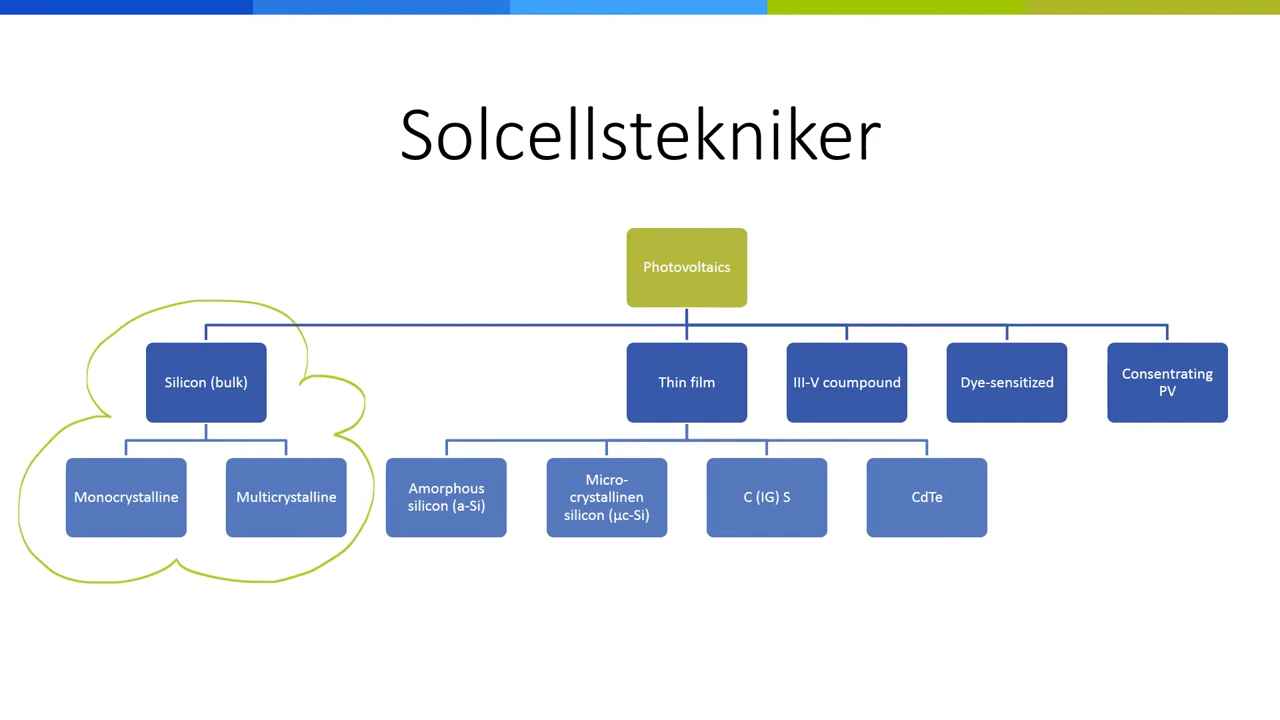 Solcellstekniker
Photovoltaics
Silicon (bulk)
Thin film
III-V coumpound
Dye-sensitized
Consentrating
PV
Monocrystalline
Multicrystalline
Amorphous
silicon (a-Si)
Micro-
crystallinen
silicon (µc-Si)
C (IG) S
CdTe